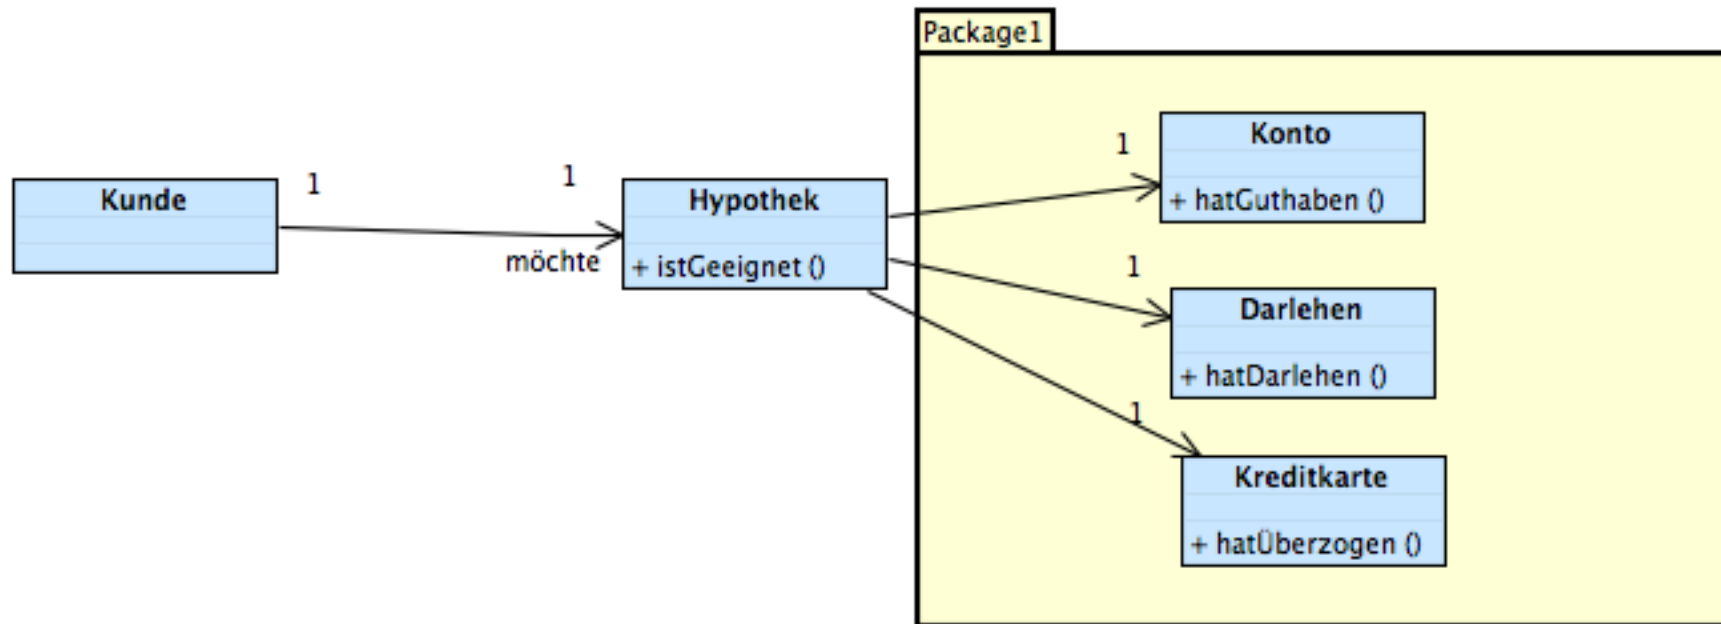 Package1
Kunde
1
1
möchte
Hypothek
+ istGeeignet ()
1
Konto
+ hatGuthaben ()
1
Darlehen
+ hatDarlehen ()
1
Kreditkarte
+ hatÜberzogen ()